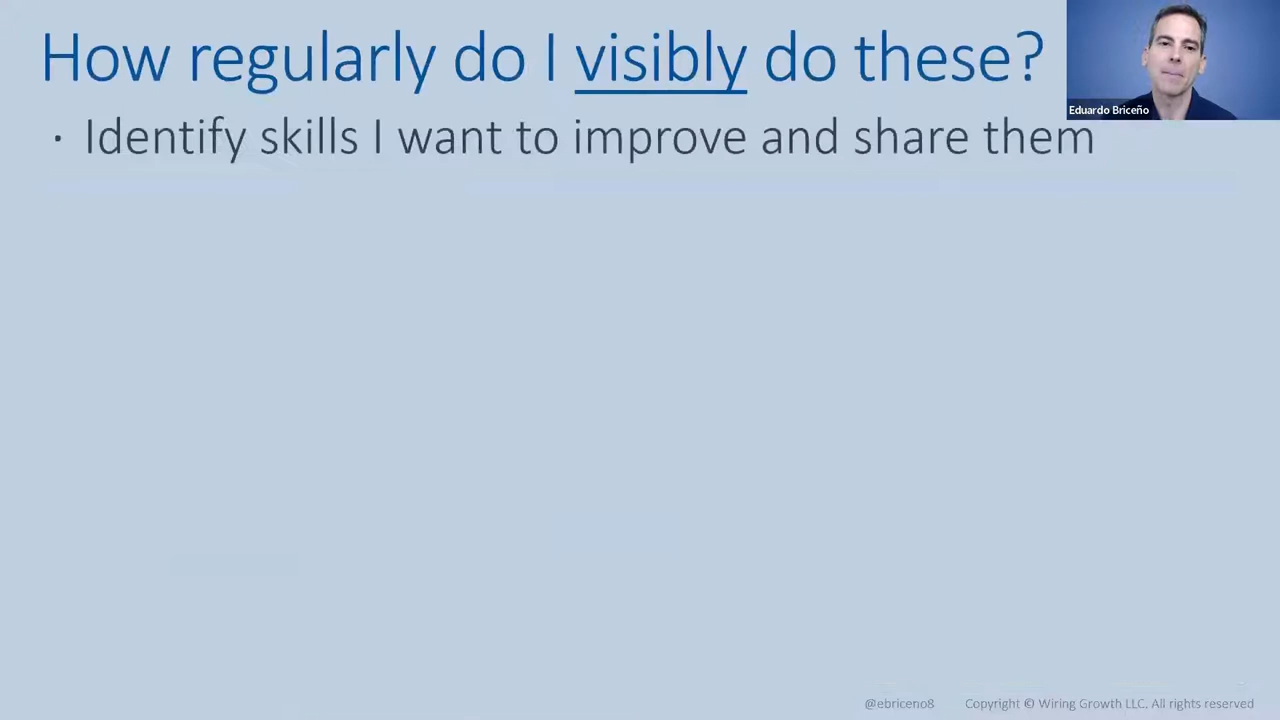 How regularly do I visibly do these?
Eduardo Briceño
· Identify skills I want to improve and share them
@ebriceno8 Copyright © Wiring Growth LLC. All rights reserved